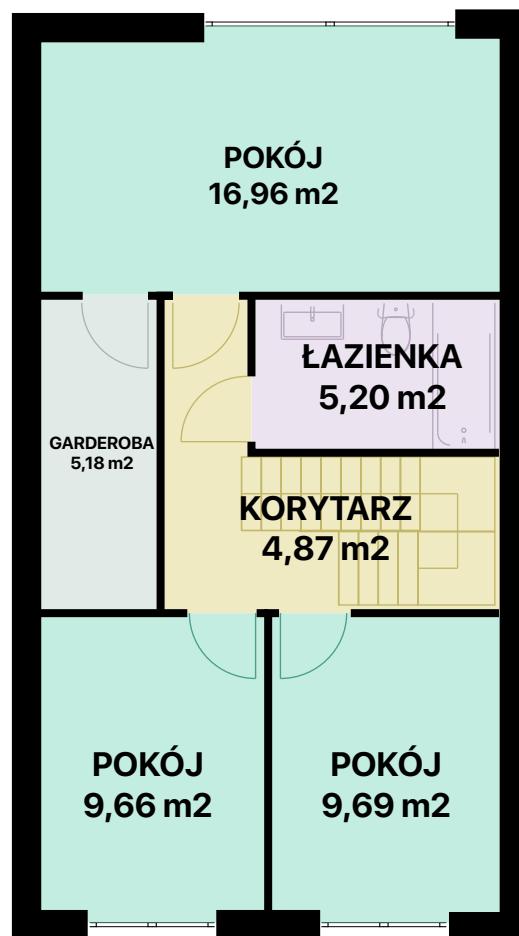 POKÓJ
16,96 m2
ŁAZIENKA
5,20 m2
GARDEROBA
5,18 m2
KORYTARZ
4,87 m2
POKÓJ
9,66 m2
POKÓJ
9,69 m2